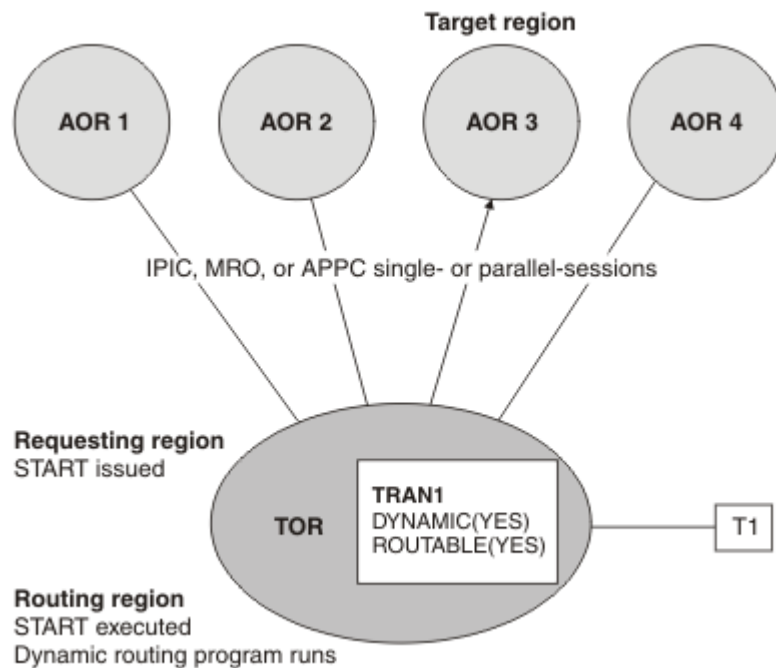 Target region
AOR 1
AOR 2
AOR 3
AOR 4
IPIC, MRO, or APPC single- or parallel-sessions
Requesting region
START issued
TOR
TRAN1
DYNAMIC(YES)
ROUTABLE(YES)
T1
Routing region
START executed
Dynamic routing program runs